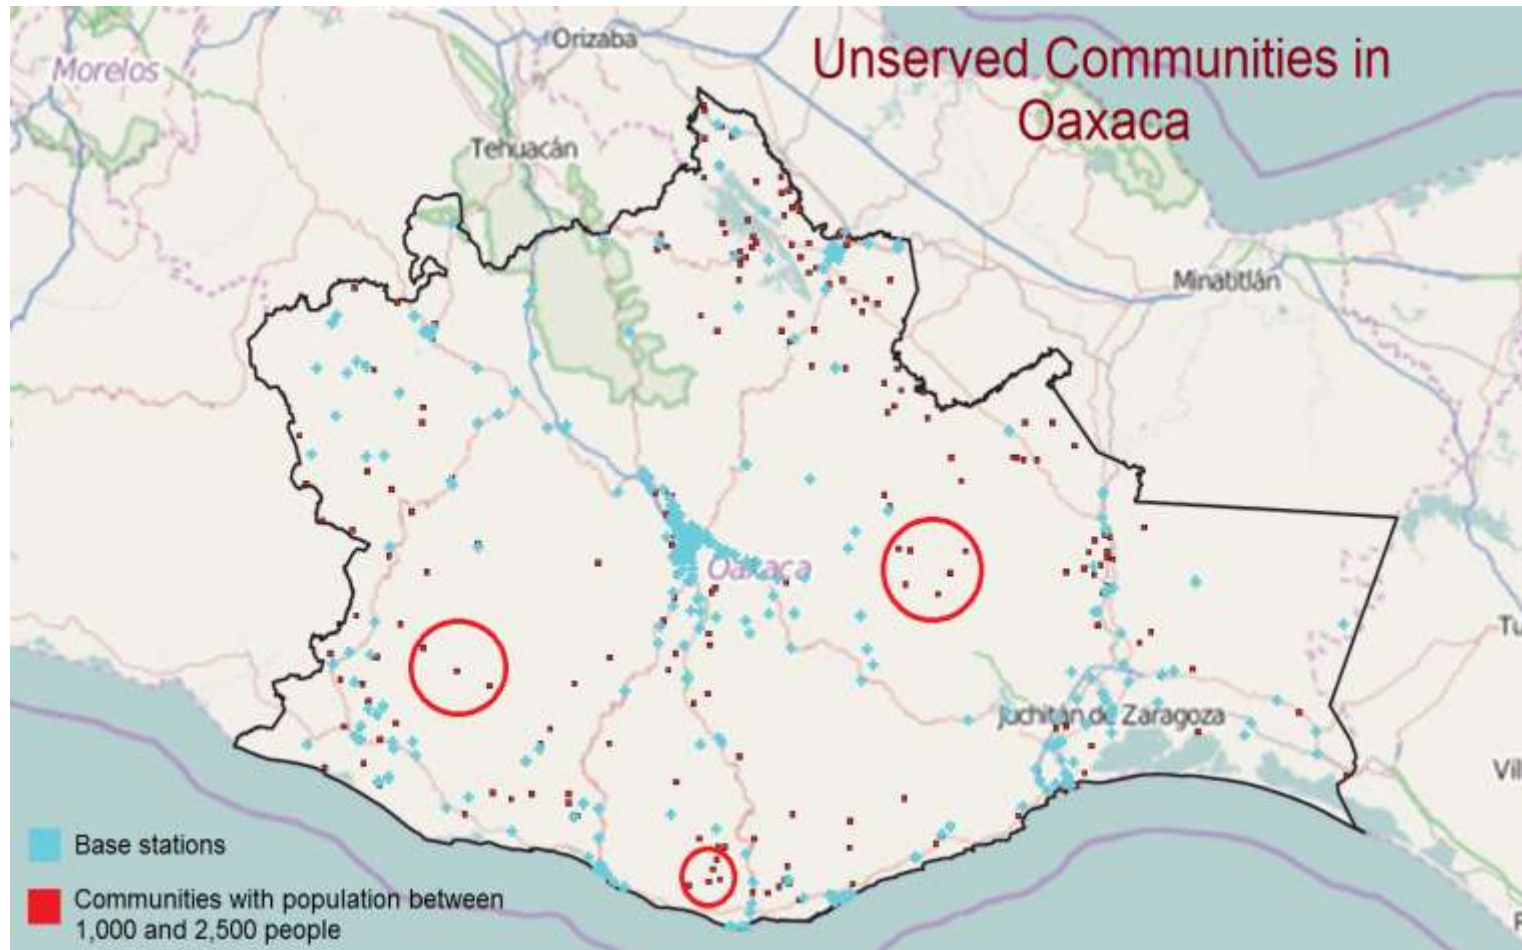 Orizaba
Unserved Communities in
Oaxaca
Morelos
Tehuacán
Minatitlán
Oaxaca
Juchitán de Zaragoza
Base stations
Communities with population between
1,000 and 2,500 people